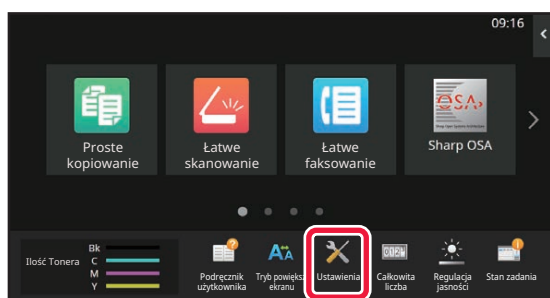 09:16
Proste
kopiowanie
Łatwe
skanowanie
Łatwe
faksowanie
Sharp OSA
Ilość Tonera
Bk
C
M
Y
Podręcznik
użytkownika
Tryb powięks
ekranu
Ustawienia
Całkowita
liczba
Regulacja
jasności
Stan zadania